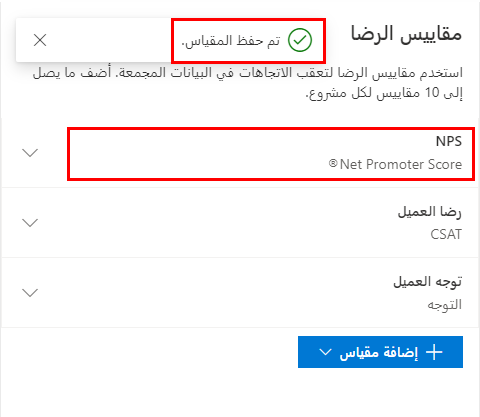 مقاييس الرضا
تم حفظ المقياس.
استخدم مقاييس الرضا لتعقب الاتجاهات في البيانات المجمعة. أضف ما يصل
إلى 10 مقاييس لكل مشروع.
NPS
Net Promoter Score®
رضا العميل
CSAT
توجه العميل
التوجه
إضافة مقياس